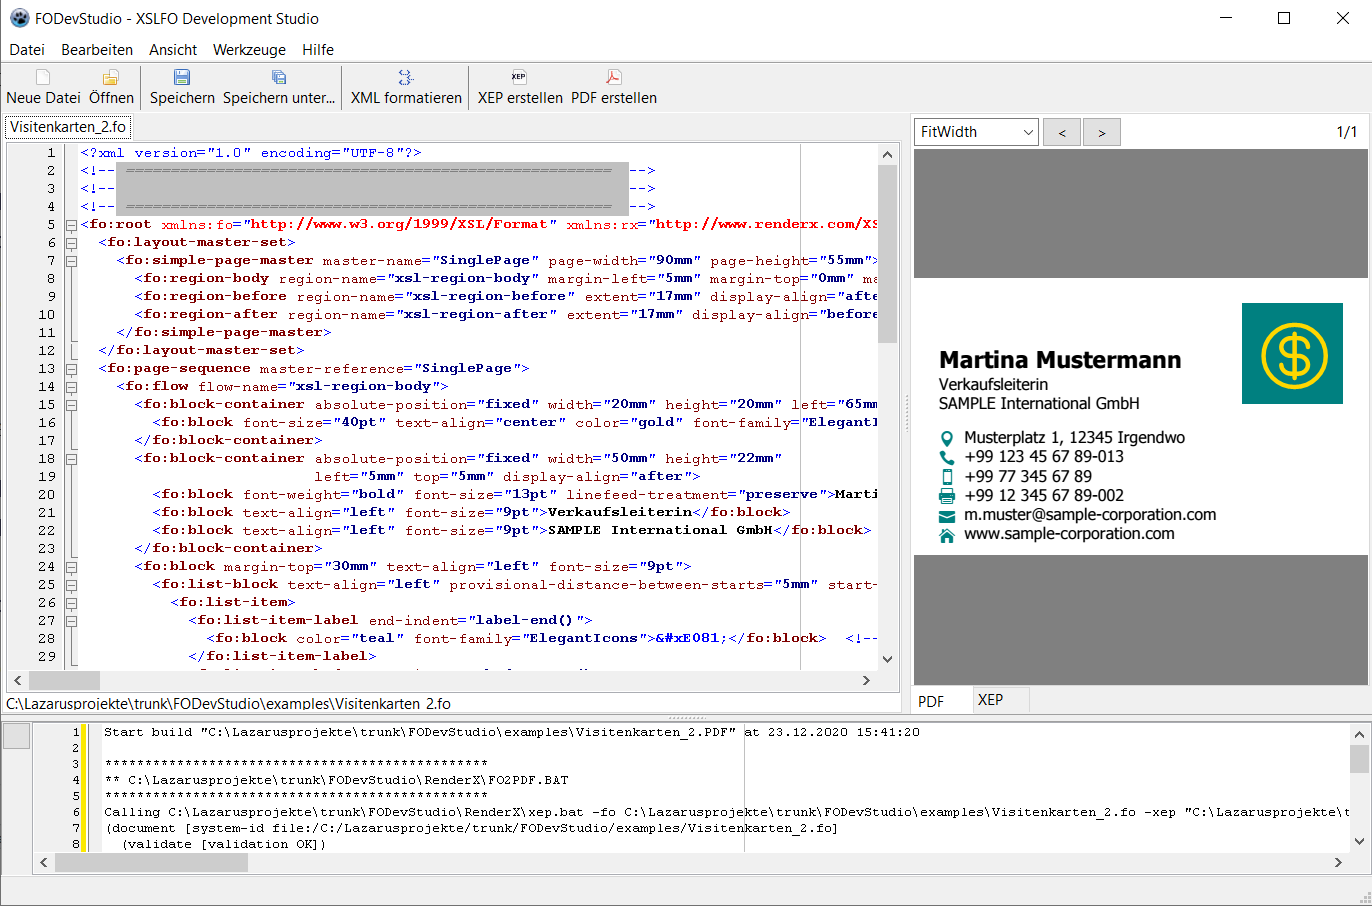 FODevStudio - XSLFO Development Studio
Datei Bearbeiten Ansicht Werkzeuge Hilfe
Neue Datei Öffnen Speichern Speichern unter... XML formatieren XEP XEP erstellen PDF erstellen
Visitenkarten_2.fo
1 <?xml version="1.0" encoding="UTF-8"?>
2 <!-- ====================================================== -->
3 <!-- -->
4 <!-- ====================================================== -->
5 <fo:root xmlns:fo="http://www.w3.org/1999/XSL/Format" xmlns:rx="http://www.renderx.com/XS
6 <fo:layout-master-set>
7 <fo:simple-page-master master-name="SinglePage" page-width="90mm" page-height="55mm">
8 <fo:region-body region-name="xsl-region-body" margin-left="5mm" margin-top="0mm" ma
9 <fo:region-before region-name="xsl-region-before" extent="17mm" display-align="afte
10 <fo:region-after region-name="xsl-region-after" extent="17mm" display-align="before
11 </fo:simple-page-master>
12 </fo:layout-master-set>
13 <fo:page-sequence master-reference="SinglePage">
14 <fo:flow flow-name="xsl-region-body">
15 <fo:block-container absolute-position="fixed" width="20mm" height="20mm" left="65mm
16 <fo:block font-size="40pt" text-align="center" color="gold" font-family="ElegantI
17 </fo:block-container>
18 <fo:block-container absolute-position="fixed" width="50mm" height="22mm"
19 left="5mm" top="5mm" display-align="after">
20 <fo:block font-weight="bold" font-size="13pt" linefeed-treatment="preserve">Marti
21 <fo:block text-align="left" font-size="9pt">Verkaufsleiterin</fo:block>
22 <fo:block text-align="left" font-size="9pt">SAMPLE International GmbH</fo:block>
23 </fo:block-container>
24 <fo:block margin-top="30mm" text-align="left" font-size="9pt">
25 <fo:list-block text-align="left" provisional-distance-between-starts="5mm" start-
26 <fo:list-item>
27 <fo:list-item-label end-indent="label-end()">
28 <fo:block color="teal" font-family="ElegantIcons">&#xE081;</fo:block> <!--
29 </fo:list-item-label>
C:\Lazarusprojekte\trunk\FODevStudio\examples\Visitenkarten_2.fo
FitWidth < > 1/1
Martina Mustermann
Verkaufsleiterin
SAMPLE International GmbH
Musterplatz 1, 12345 Irgendwo
+99 123 45 67 89-013
+99 77 345 67 89
+99 12 345 67 89-002
m.muster@sample-corporation.com
www.sample-corporation.com
PDF XEP
1 Start build "C:\Lazarusprojekte\trunk\FODevStudio\examples\Visitenkarten_2.PDF" at 23.12.2020 15:41:20
2
3 ************************************************
4 ** C:\Lazarusprojekte\trunk\FODevStudio\RenderX\FO2PDF.BAT
5 ************************************************
6 Calling C:\Lazarusprojekte\trunk\FODevStudio\RenderX\xep.bat -fo C:\Lazarusprojekte\trunk\FODevStudio\examples\Visitenkarten_2.fo -xep "C:\Lazarusprojekte\t
7 (document [system-id file:/C:/Lazarusprojekte/trunk/FODevStudio/examples/Visitenkarten_2.fo]
8 (validate [validation OK])